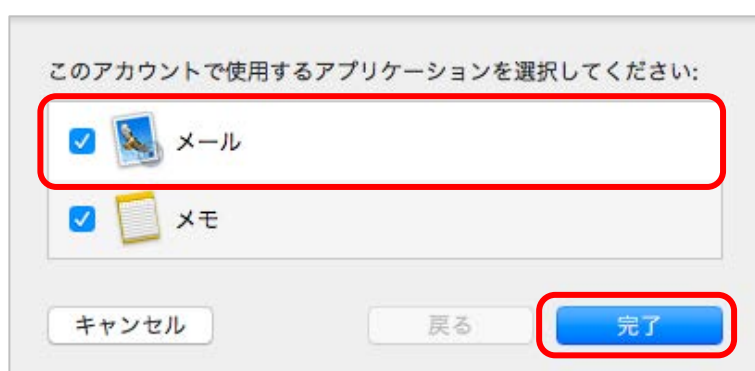 このアカウントで使用するアプリケーションを選択してください:
メール
メモ
キャンセル 戻る 完了